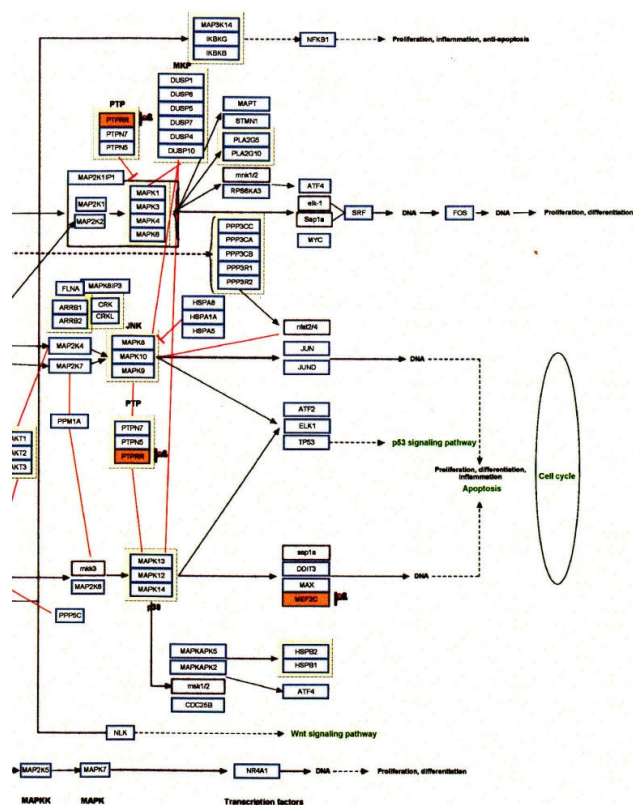 MAP3K14
IKBKG
IKBKB
NFKB1
Proliferation, inflammation, anti-apoptosis
MKP
DUSP1
DUSP6
DUSP5
DUSP7
DUSP4
DUSP10
PTP
PTPRR
PTPN7
PTPN5
MAPT
STMN1
PLA2G5
PLA2G10
mnk1/2
RPS6KA3
ATF4
MAP2K1IP1
MAP2K1
MAP2K2
MAPK1
MAPK3
MAPK4
MAPK6
elk-1
Sap1a
SRF
DNA
FOS
DNA
Proliferation, differentiation
MYC
PPP3CC
PPP3CA
PPP3CB
PPP3R1
PPP3R2
FLNA
MAPK8IP3
ARRB1
ARRB2
CRK
CRKL
HSPA8
HSPA1A
HSPA5
JNK
MAPK8
MAPK10
MAPK9
nfat2/4
JUN
JUND
DNA
MAP2K4
MAP2K7
PTP
PTPN7
PTPN5
PTPRR
PPM1A
AKT1
AKT2
AKT3
ATF2
ELK1
TP53
p53 signaling pathway
Proliferation, differentiation,
inflammation
Apoptosis
Cell cycle
mkk3
MAP2K6
MAPK13
MAPK12
MAPK14
p38
PPP5C
sap1a
DDIT3
MAX
MEF2C
DNA
MAPKAPK5
MAPKAPK2
msk1/2
CDC25B
HSPB2
HSPB1
ATF4
NLK
Wnt signaling pathway
MAP2K5
MAPK7
NR4A1
DNA
Proliferation, differentiation
MAPKK
MAPK
Transcription factors